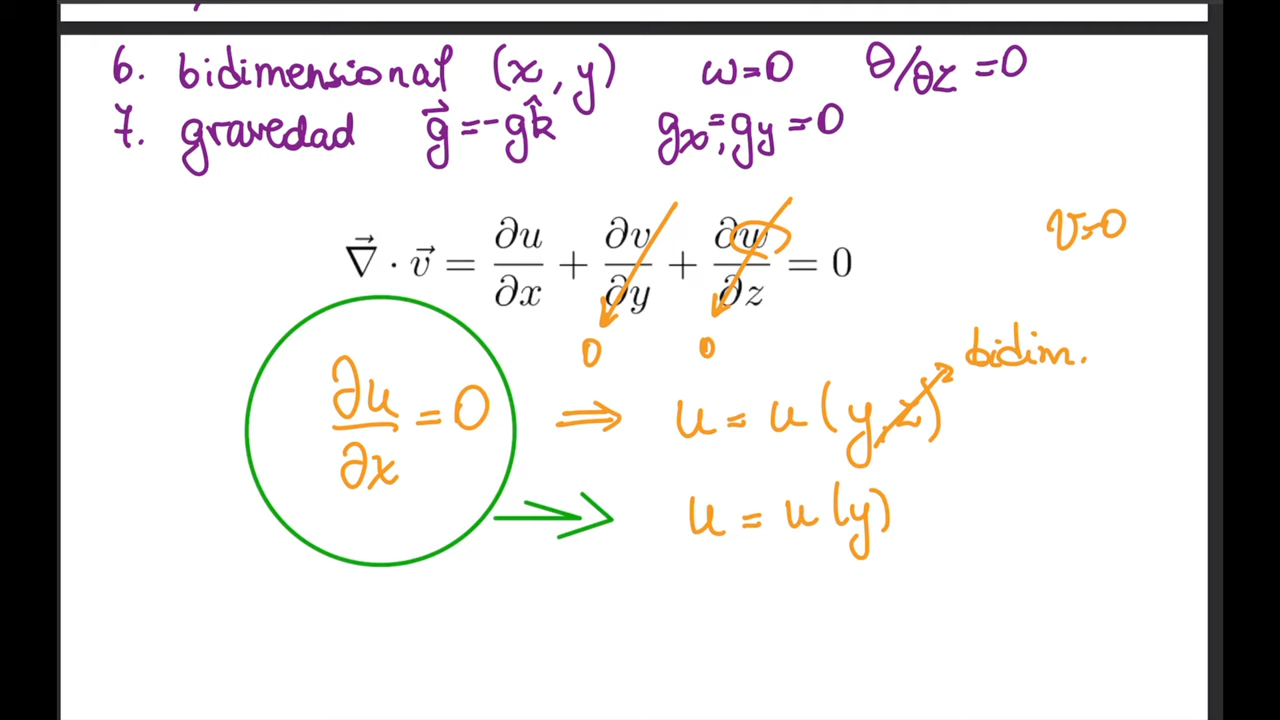 6. bidimensional (x, y) w=0 ∂/∂z =0
7. gravedad g⃗ =-gk̂ gx=, gy =0
∇⃗ · v⃗ = ∂u/∂x + ∂v/∂y + ∂w/∂z = 0
v=0
0 0
bidim.
∂u/∂x = 0 ⟹ u = u (y, z)
u = u (y)